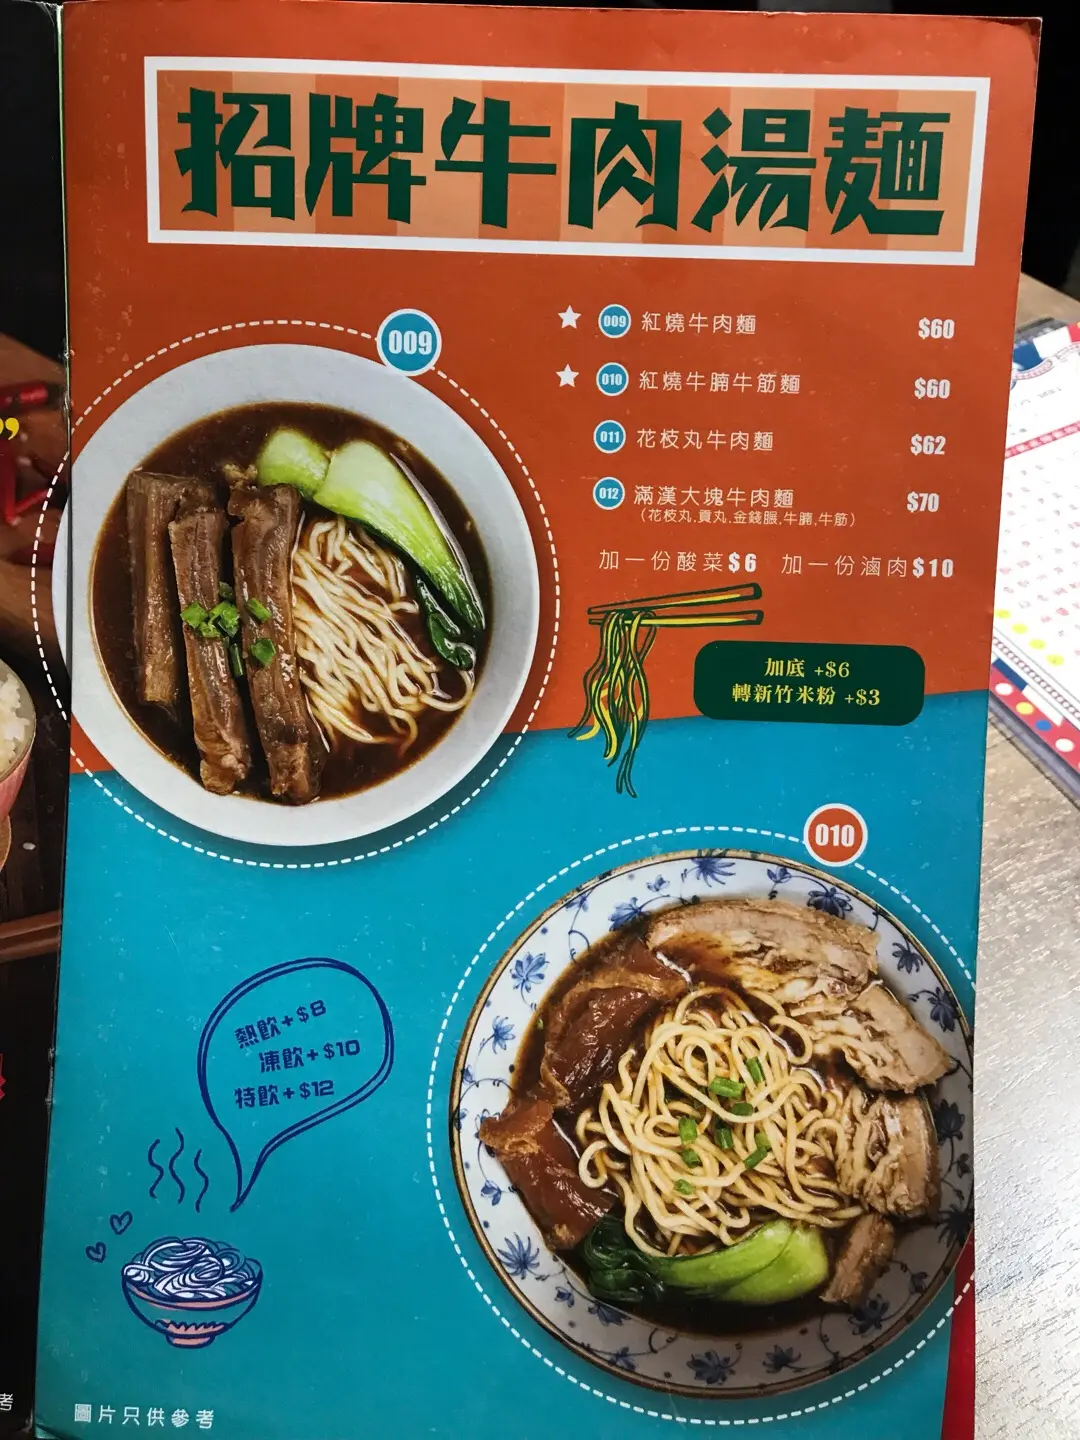 招牌牛肉湯麵
009
009 紅燒牛肉麵 $60
010 紅燒牛腩牛筋麵 $60
011 花枝丸牛肉麵 $62
012 滿漢大塊牛肉麵 $70
(花枝丸,貢丸,金錢脹,牛腩,牛筋)
加一份酸菜$6 加一份滷肉$10
加底 +$6
轉新竹米粉 +$3
010
熱飲+$8
凍飲+$10
特飲+$12
圖片只供參考
考